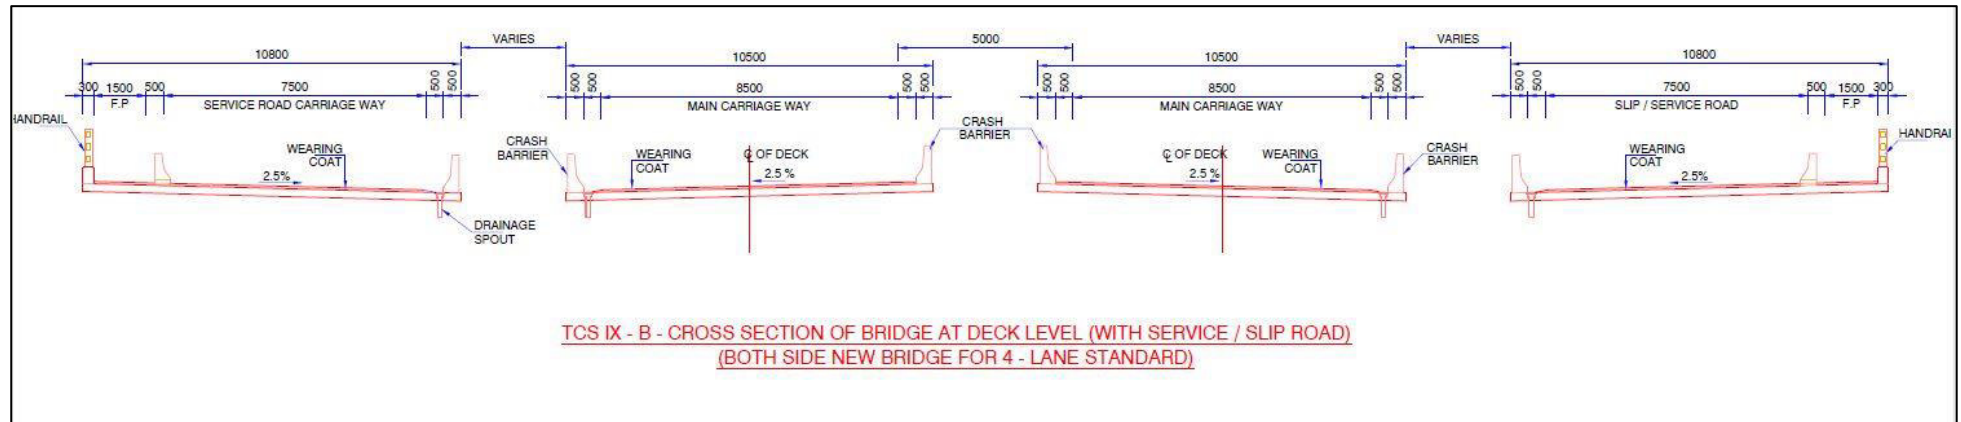 VARIES
5000
VARIES
10800
10500
10500
10800
300 1500 500 7500 500 500
500 500 8500 500 500
500 500 8500 500 500
500 500 7500 500 1500 300
F.P SERVICE ROAD CARRIAGE WAY
MAIN CARRIAGE WAY
MAIN CARRIAGE WAY
SLIP / SERVICE ROAD F.P
HANDRAIL
WEARING
COAT
2.5%
DRAINAGE
SPOUT
CRASH
BARRIER
WEARING
COAT
℄ OF DECK
2.5 %
CRASH
BARRIER
℄ OF DECK
2.5 %
WEARING
COAT
CRASH
BARRIER
WEARING
COAT
2.5%
HANDRAI
TCS IX - B - CROSS SECTION OF BRIDGE AT DECK LEVEL (WITH SERVICE / SLIP ROAD)
(BOTH SIDE NEW BRIDGE FOR 4 - LANE STANDARD)